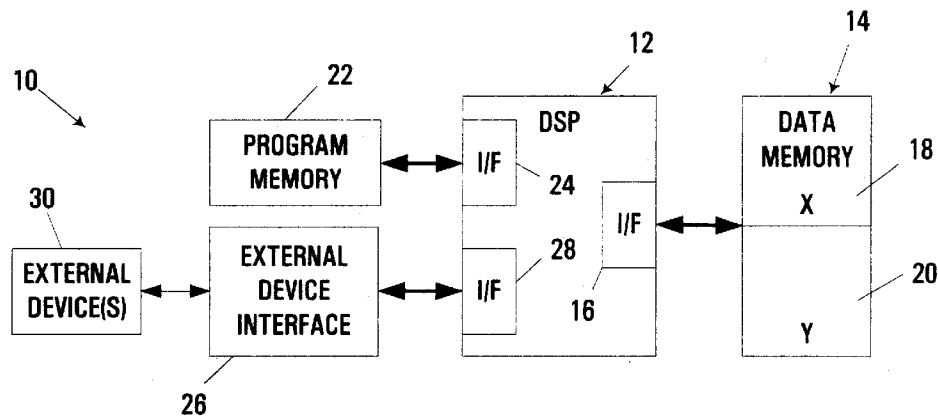 10
22
12
14
PROGRAM
MEMORY
I/F
24
DSP
DATA
MEMORY
18
X
30
EXTERNAL
DEVICE(S)
EXTERNAL
DEVICE
INTERFACE
26
I/F
28
I/F
16
20
Y